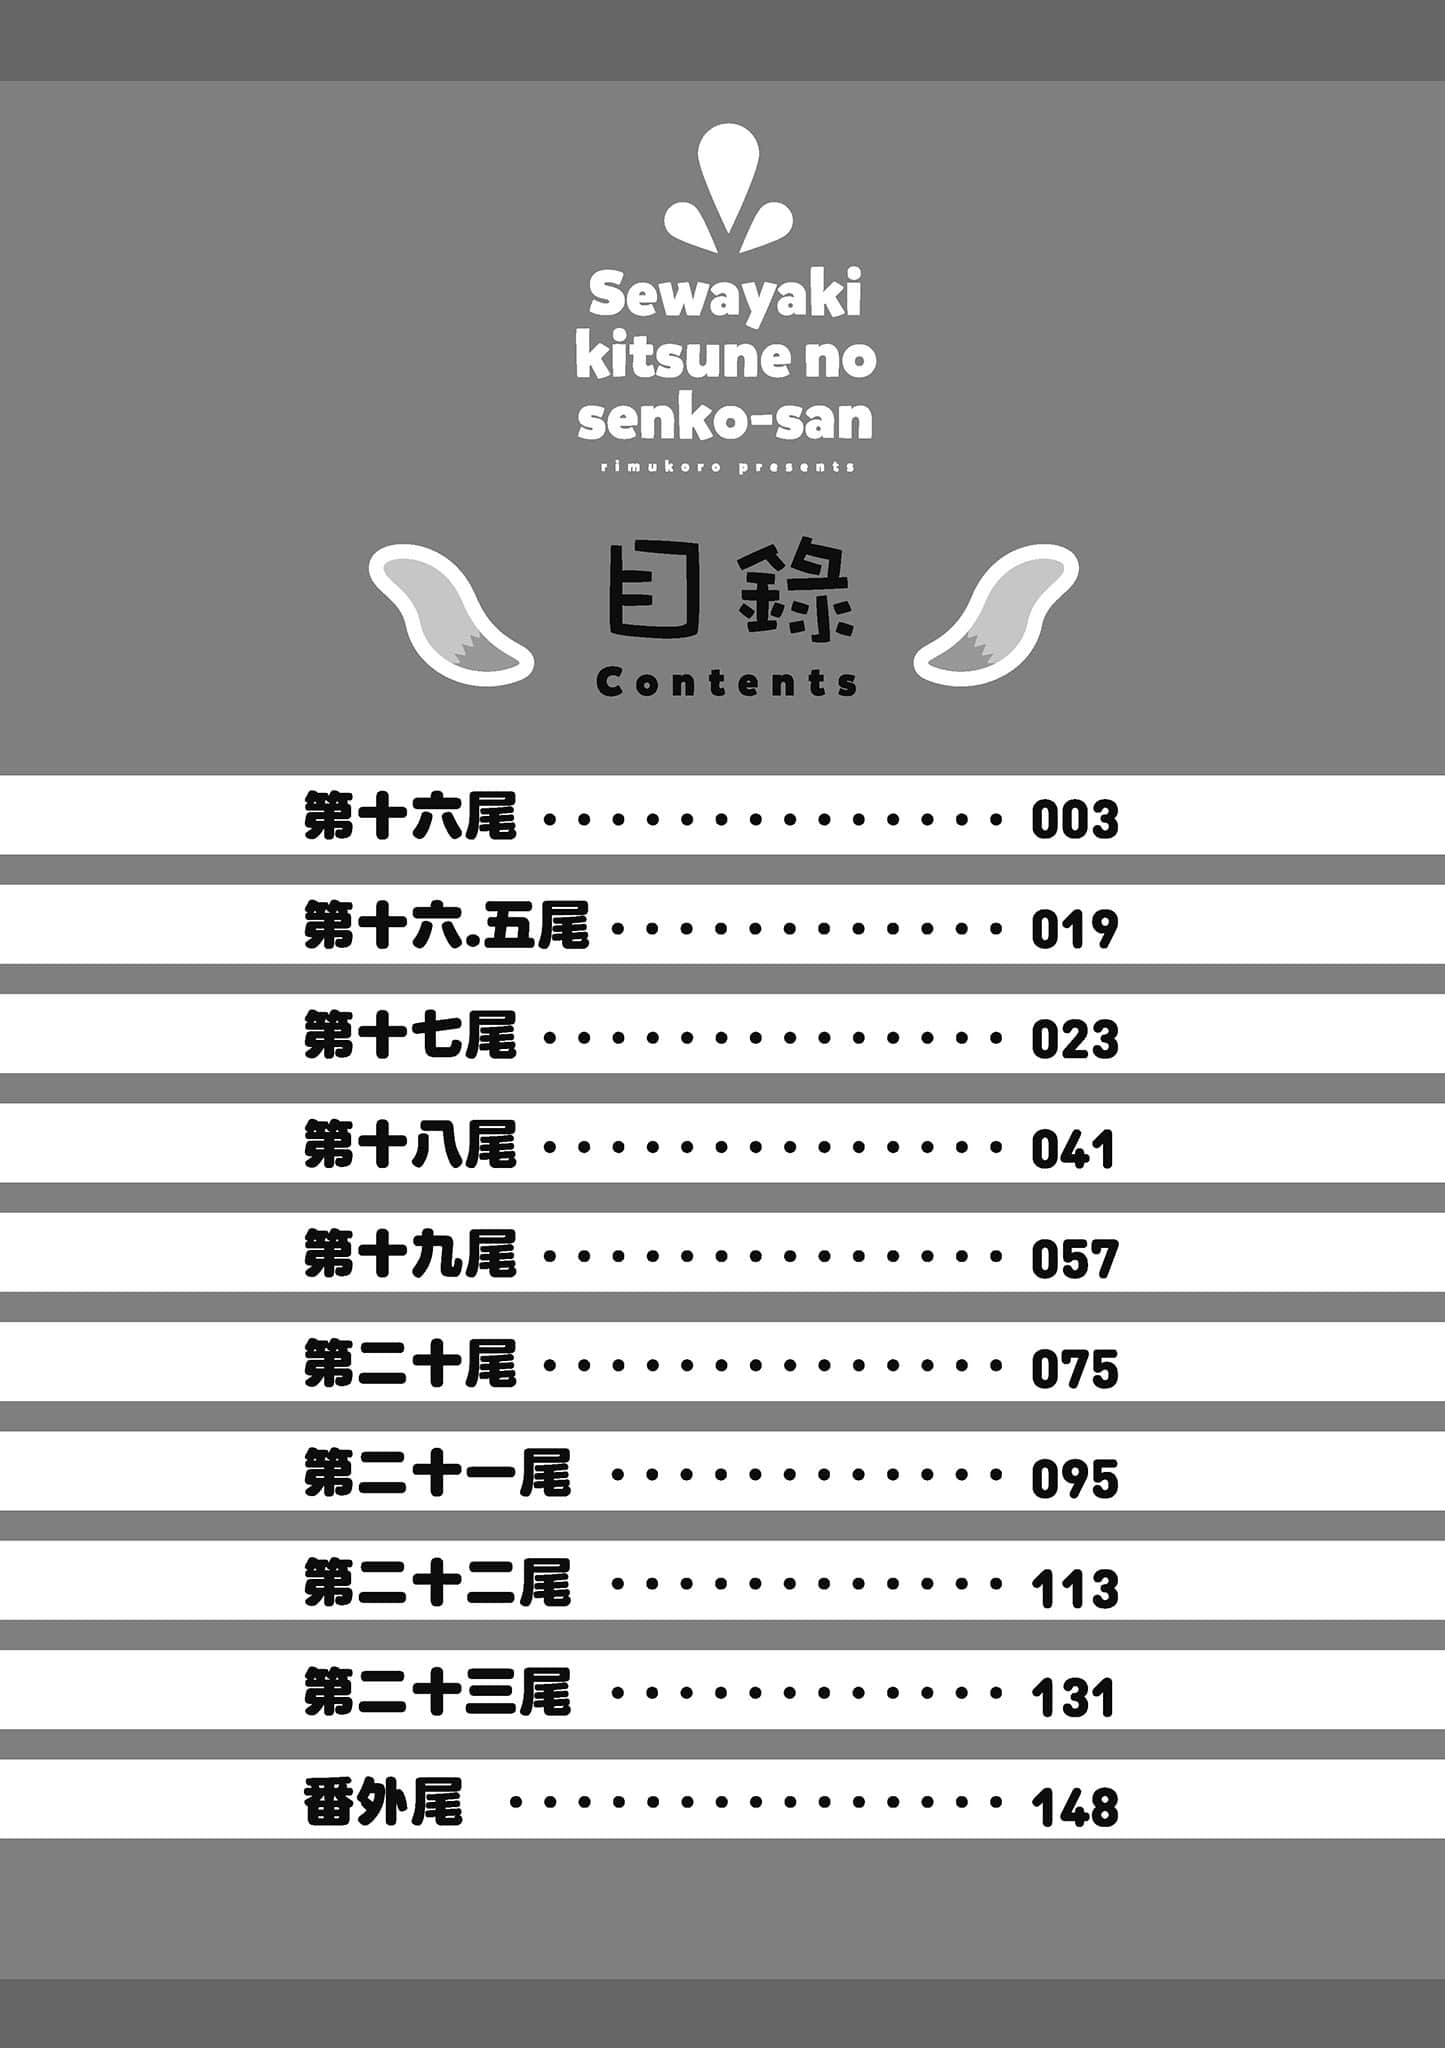 Sewayaki
kitsune no
senko-san
rimukoro presents
目錄
Contents
第十六尾 ・・・・・・・・・・・・・・ 003
第十六.五尾 ・・・・・・・・・・・・ 019
第十七尾 ・・・・・・・・・・・・・・ 023
第十八尾 ・・・・・・・・・・・・・・ 041
第十九尾 ・・・・・・・・・・・・・・ 057
第二十尾 ・・・・・・・・・・・・・・ 075
第二十一尾 ・・・・・・・・・・・・ 095
第二十二尾 ・・・・・・・・・・・・ 113
第二十三尾 ・・・・・・・・・・・・ 131
番外尾 ・・・・・・・・・・・・・・・ 148